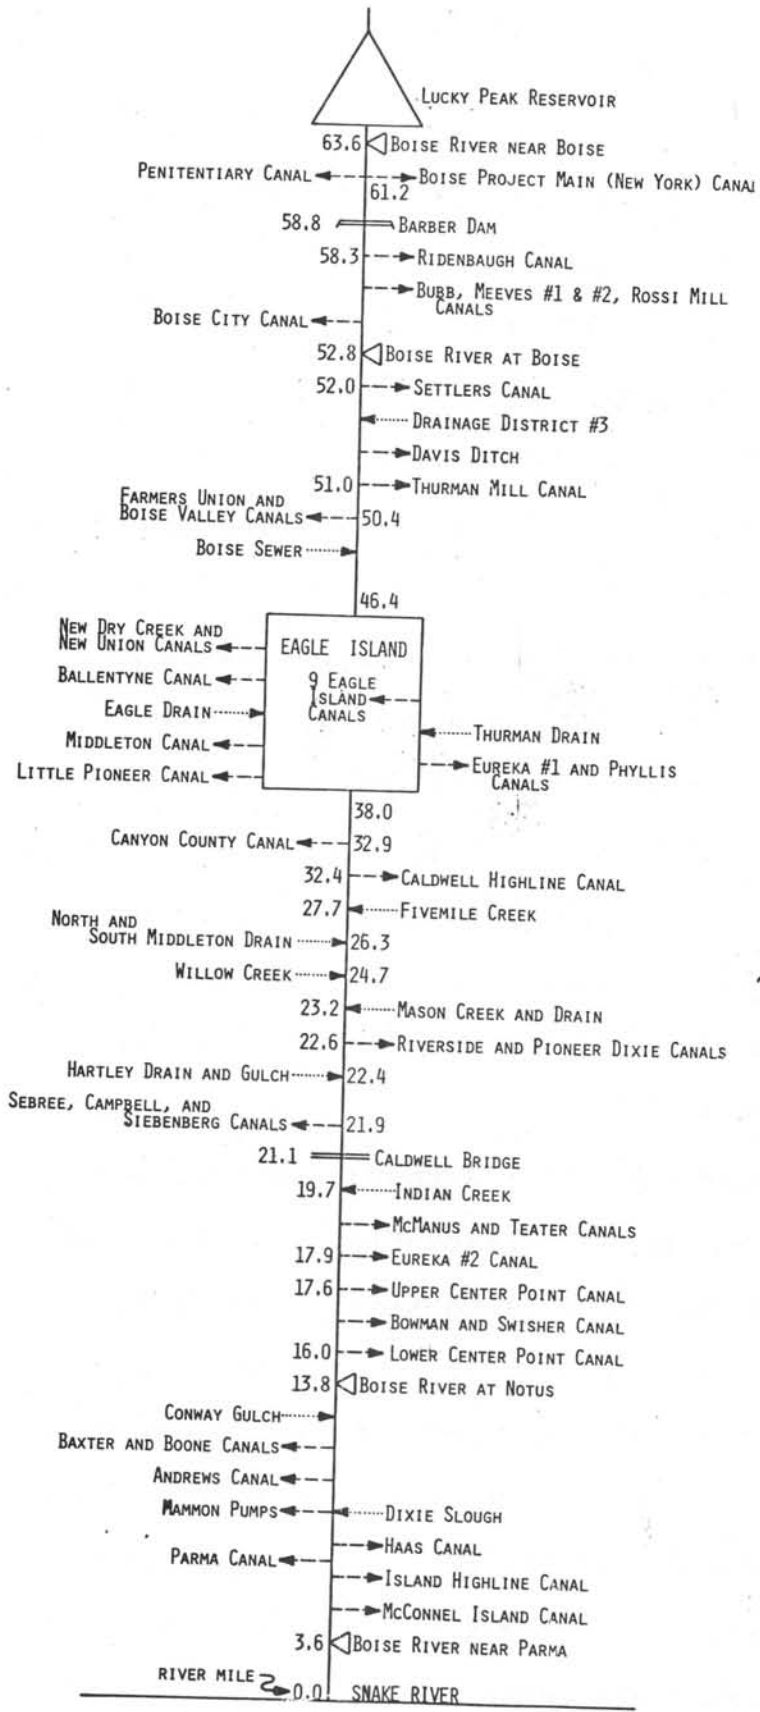 LUCKY PEAK RESERVOIR
63.6 BOISE RIVER NEAR BOISE
PENITENTIARY CANAL BOISE PROJECT MAIN (NEW YORK) CANAL
61.2
58.8 BARBER DAM
58.3 RIDENBAUGH CANAL
BUBB, MEEVES #1 & #2, ROSSI MILL
CANALS
BOISE CITY CANAL
52.8 BOISE RIVER AT BOISE
52.0 SETTLERS CANAL
DRAINAGE DISTRICT #3
DAVIS DITCH
51.0 THURMAN MILL CANAL
FARMERS UNION AND
BOISE VALLEY CANALS 50.4
BOISE SEWER
46.4
NEW DRY CREEK AND
NEW UNION CANALS
EAGLE ISLAND
BALLENTYNE CANAL
9 EAGLE
ISLAND
CANALS
EAGLE DRAIN
THURMAN DRAIN
MIDDLETON CANAL
EUREKA #1 AND PHYLLIS
CANALS
LITTLE PIONEER CANAL
38.0
CANYON COUNTY CANAL 32.9
32.4 CALDWELL HIGHLINE CANAL
27.7 FIVEMILE CREEK
NORTH AND
SOUTH MIDDLETON DRAIN 26.3
WILLOW CREEK 24.7
23.2 MASON CREEK AND DRAIN
22.6 RIVERSIDE AND PIONEER DIXIE CANALS
HARTLEY DRAIN AND GULCH 22.4
SEBREE, CAMPBELL, AND
SIEBENBERG CANALS 21.9
21.1 CALDWELL BRIDGE
19.7 INDIAN CREEK
MCMANUS AND TEATER CANALS
17.9 EUREKA #2 CANAL
17.6 UPPER CENTER POINT CANAL
BOWMAN AND SWISHER CANAL
16.0 LOWER CENTER POINT CANAL
13.8 BOISE RIVER AT NOTUS
CONWAY GULCH
BAXTER AND BOONE CANALS
ANDREWS CANAL
MAMMON PUMPS DIXIE SLOUGH
HAAS CANAL
PARMA CANAL
ISLAND HIGHLINE CANAL
MCCONNEL ISLAND CANAL
3.6 BOISE RIVER NEAR PARMA
RIVER MILE
0.0 SNAKE RIVER